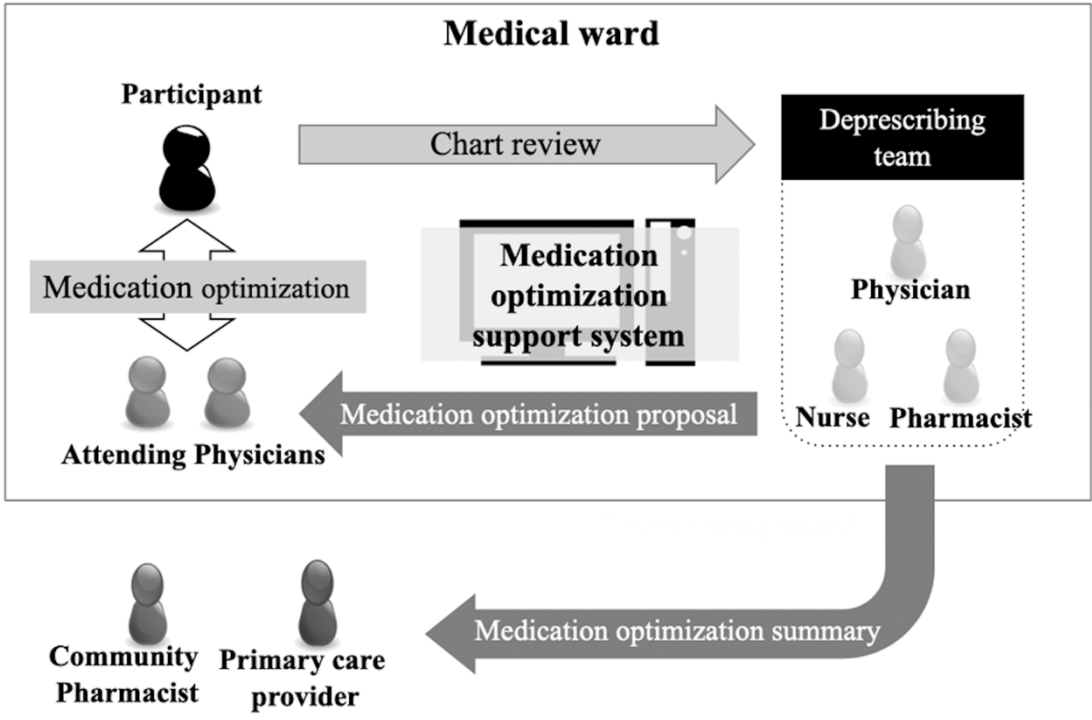 Medical ward
Participant
Chart review
Deprescribing
team
Medication optimization
Medication
optimization
support system
Physician
Medication optimization proposal
Nurse
Pharmacist
Attending Physicians
Community
Pharmacist
Primary care
provider
Medication optimization summary